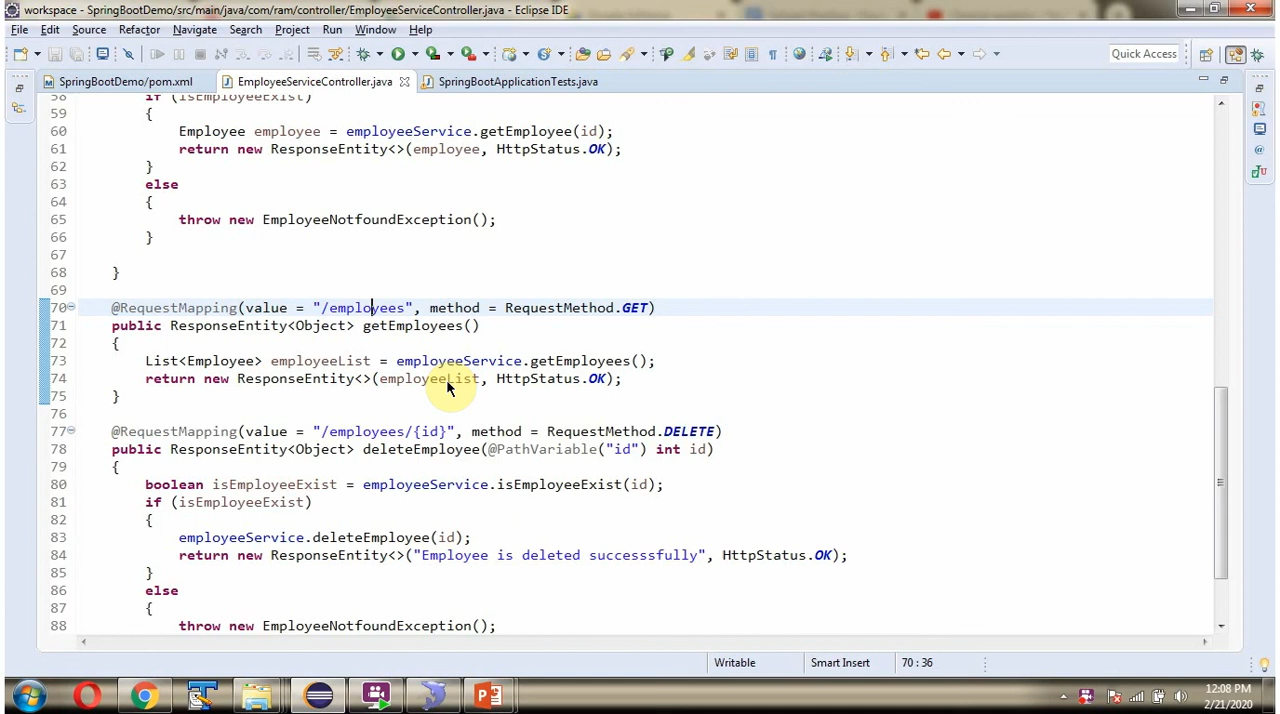 workspace - SpringBootDemo/src/main/java/com/ram/controller/EmployeeServiceController.java - Eclipse IDE
File Edit Source Refactor Navigate Search Project Run Window Help
Quick Access
SpringBootDemo/pom.xml EmployeeServiceController.java SpringBootApplicationTests.java
58 if (isEmployeeExist)
59 {
60 Employee employee = employeeService.getEmployee(id);
61 return new ResponseEntity<>(employee, HttpStatus.OK);
62 }
63 else
64 {
65 throw new EmployeeNotfoundException();
66 }
67
68 }
69
70 @RequestMapping(value = "/employees", method = RequestMethod.GET)
71 public ResponseEntity<Object> getEmployees()
72 {
73 List<Employee> employeeList = employeeService.getEmployees();
74 return new ResponseEntity<>(employeeList, HttpStatus.OK);
75 }
76
77 @RequestMapping(value = "/employees/{id}", method = RequestMethod.DELETE)
78 public ResponseEntity<Object> deleteEmployee(@PathVariable("id") int id)
79 {
80 boolean isEmployeeExist = employeeService.isEmployeeExist(id);
81 if (isEmployeeExist)
82 {
83 employeeService.deleteEmployee(id);
84 return new ResponseEntity<>("Employee is deleted successsfully", HttpStatus.OK);
85 }
86 else
87 {
88 throw new EmployeeNotfoundException();
Writable Smart Insert 70 : 36
12:08 PM
2/21/2020